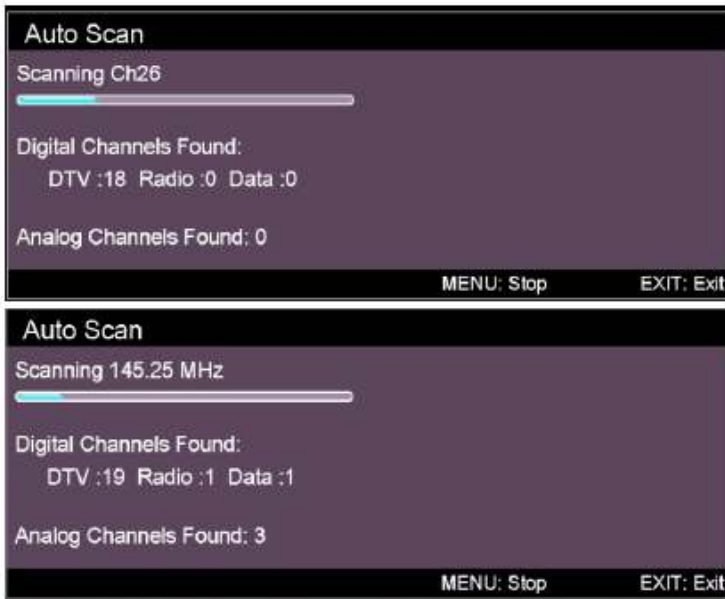 Auto Scan
Scanning Ch26
Digital Channels Found:
DTV :18 Radio :0 Data :0
Analog Channels Found: 0
MENU: Stop EXIT: Exit
Auto Scan
Scanning 145.25 MHz
Digital Channels Found:
DTV :19 Radio :1 Data :1
Analog Channels Found: 3
MENU: Stop EXIT: Exit